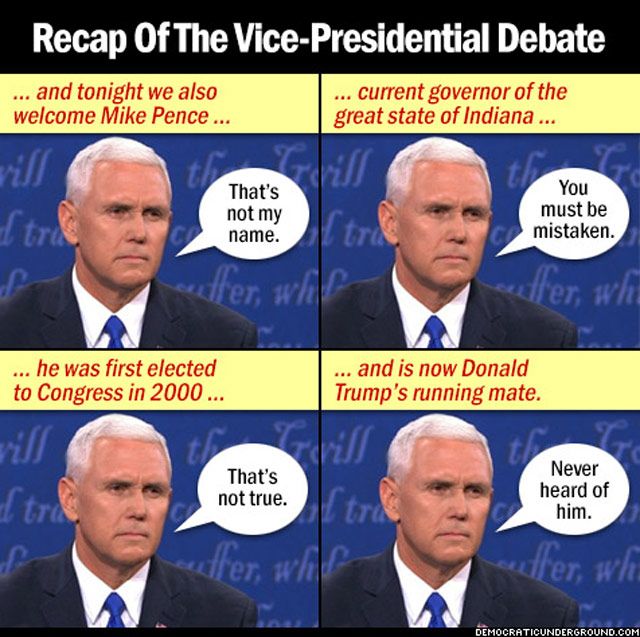 Recap Of The Vice-Presidential Debate
... and tonight we also
welcome Mike Pence ...
That's
not my
name.
... current governor of the
great state of Indiana ...
You
must be
mistaken.
... he was first elected
to Congress in 2000 ...
That's
not true.
... and is now Donald
Trump's running mate.
Never
heard of
him.
DEMOCRATICUNDERGROUND.COM